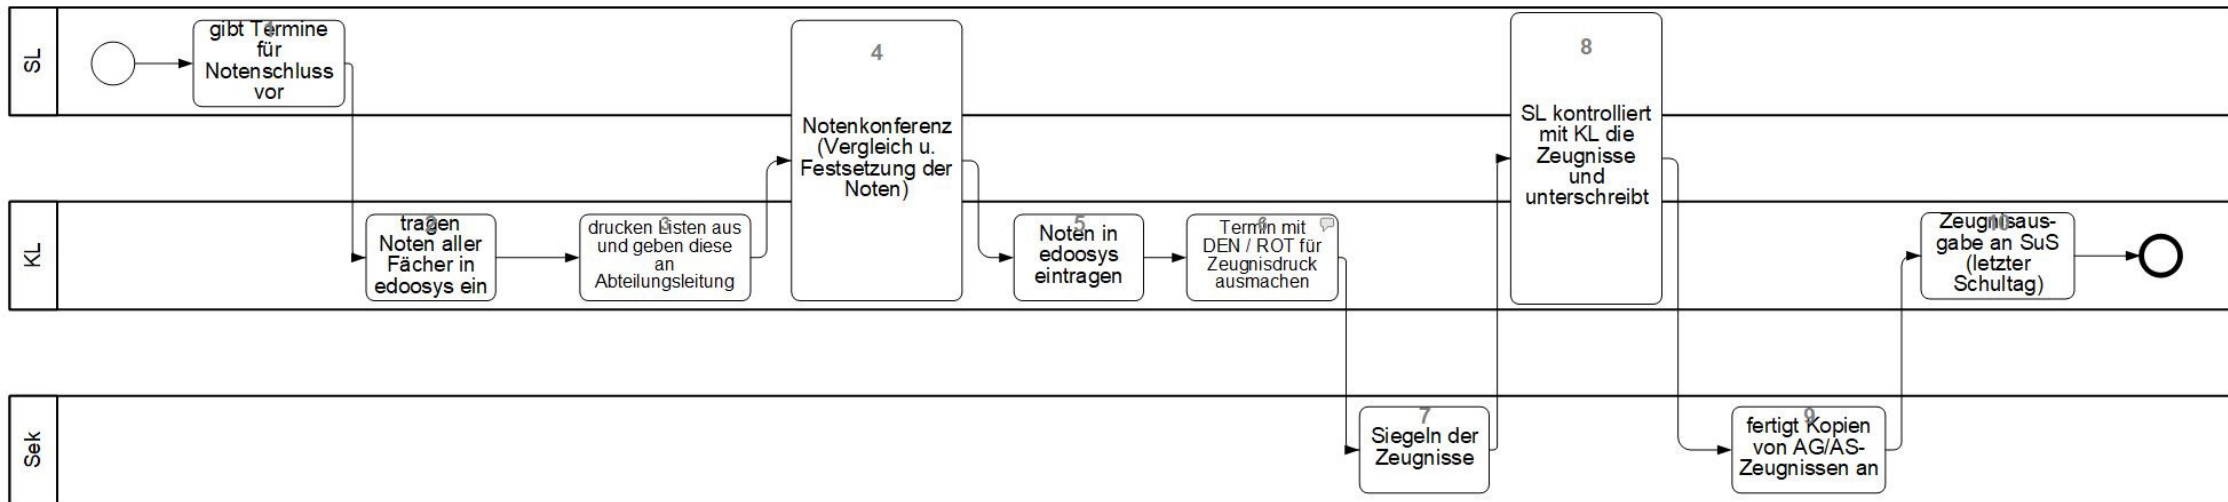 SL
1
gibt Termine
für
Notenschluss
vor
2
tragen
Noten aller
Fächer in
edoosys ein
3
drucken Listen aus
und geben diese
an
Abteilungsleitung
4
Notenkonferenz
(Vergleich u.
Festsetzung der
Noten)
KL
5
Noten in
edoosys
eintragen
6
Termin mit
DEN / ROT für
Zeugnisdruck
ausmachen
Sek
7
Siegeln der
Zeugnisse
8
SL kontrolliert
mit KL die
Zeugnisse
und
unterschreibt
9
fertigt Kopien
von AG/AS-
Zeugnissen an
10
Zeugnisaus-
gabe an SuS
(letzter
Schultag)